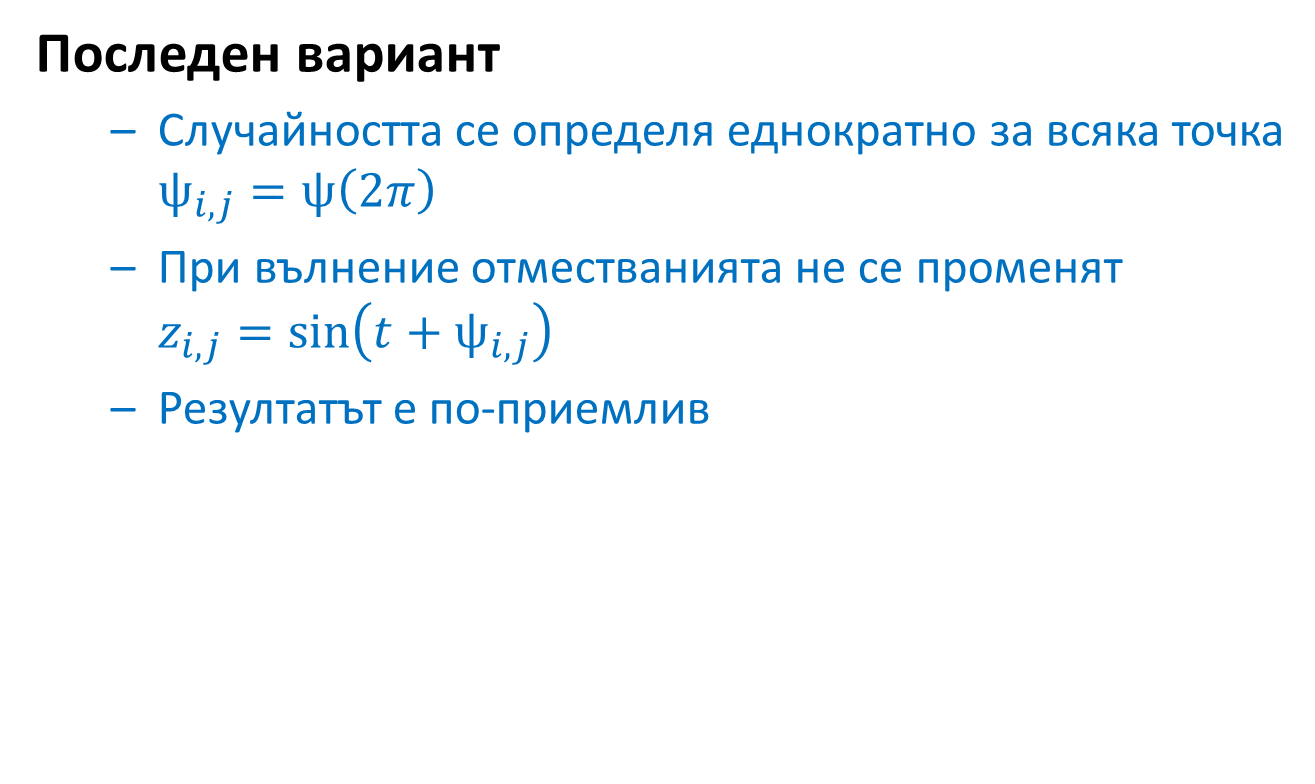 Последен вариант
– Случайността се определя еднократно за всяка точка
ψ_{i,j} = ψ(2π)
– При вълнение отместванията не се променят
z_{i,j} = sin(t + ψ_{i,j})
– Резултатът е по-приемлив